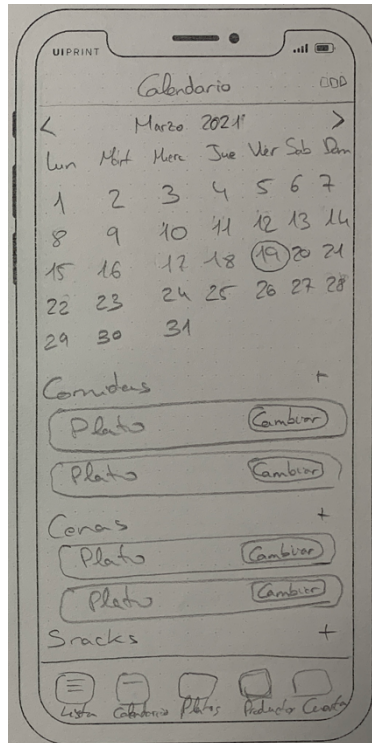 UIPRINT
Calendario
< Marzo 2021 >
Lun Mart Mierc Jue Vier Sab Dom
1 2 3 4 5 6 7
8 9 10 11 12 13 14
15 16 17 18 19 20 21
22 23 24 25 26 27 28
29 30 31
Comidas +
Plato Cambiar
Plato Cambiar
Cenas +
Plato Cambiar
Plato Cambiar
Snacks +
Lista Calendario Platos Productos Cuenta